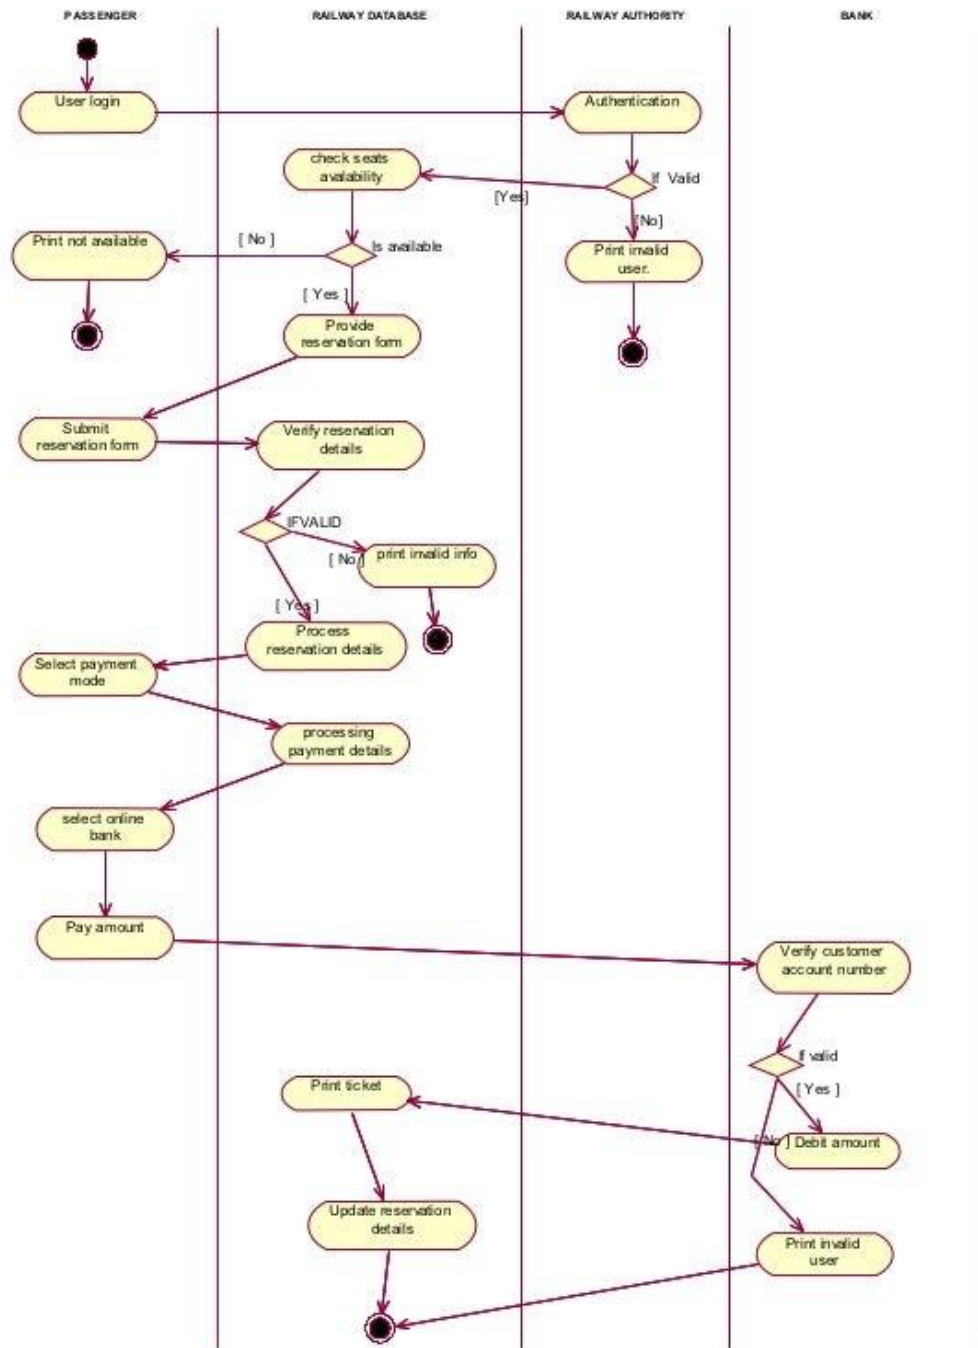 PASSENGER
RAILWAY DATABASE
RAILWAY AUTHORITY
BANK
User login
Authentication
check seats
avalability
If Valid
[Yes]
[No]
Print not available
[ No ]
Is available
Print invalid
user.
[ Yes ]
Provide
reservation form
Submit
reservation form
Verify reservation
details
IFVALID
[ No ]
print invalid info
[ Yes ]
Process
reservation details
Select payment
mode
processing
payment details
select online
bank
Pay amount
Verify customer
account number
If valid
[ Yes ]
Print ticket
[ No ]
Debit amount
Update reservation
details
Print invalid
user